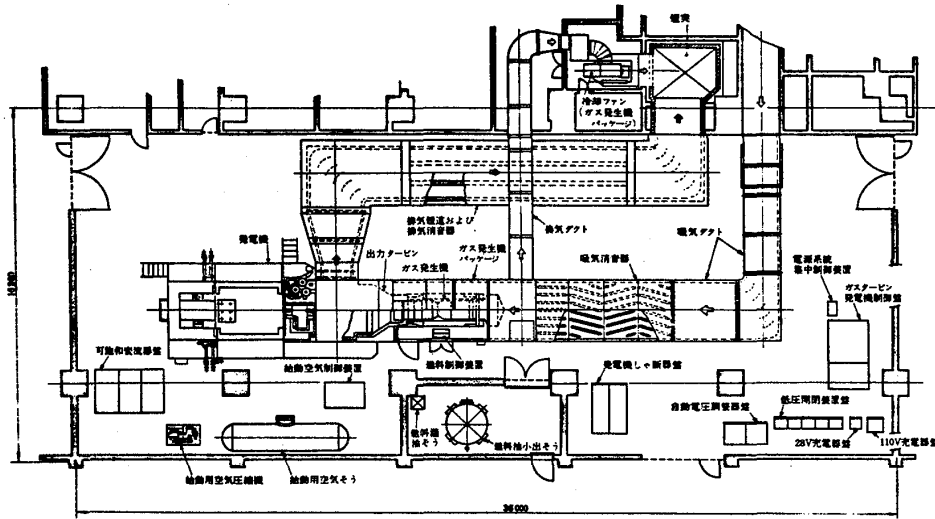 煙突
冷却ファン
(ガス発生機
パッケージ)
排気煙道および
排気消音器
排気ダクト
吸気ダクト
発電機
出力タービン
ガス発生機
ガス発生機
パッケージ
吸気消音器
電源系統
集中制御装置
ガスタービン
発電機制御盤
可飽和変流器盤
始動空気制御装置
燃料制御装置
発電機しゃ断器盤
自動電圧調整器盤
低圧開閉装置盤
28V充電器盤
110V充電器盤
油そう
燃料油小出そう
始動用空気圧縮機
始動用空気そう
36 000